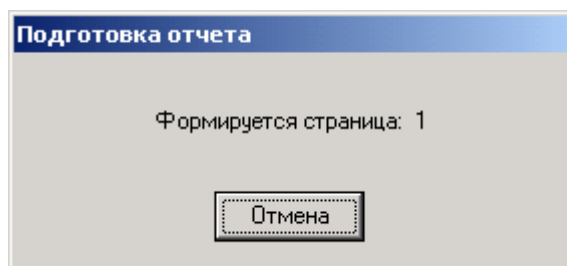 Подготовка отчета
Формируется страница: 1
Отмена